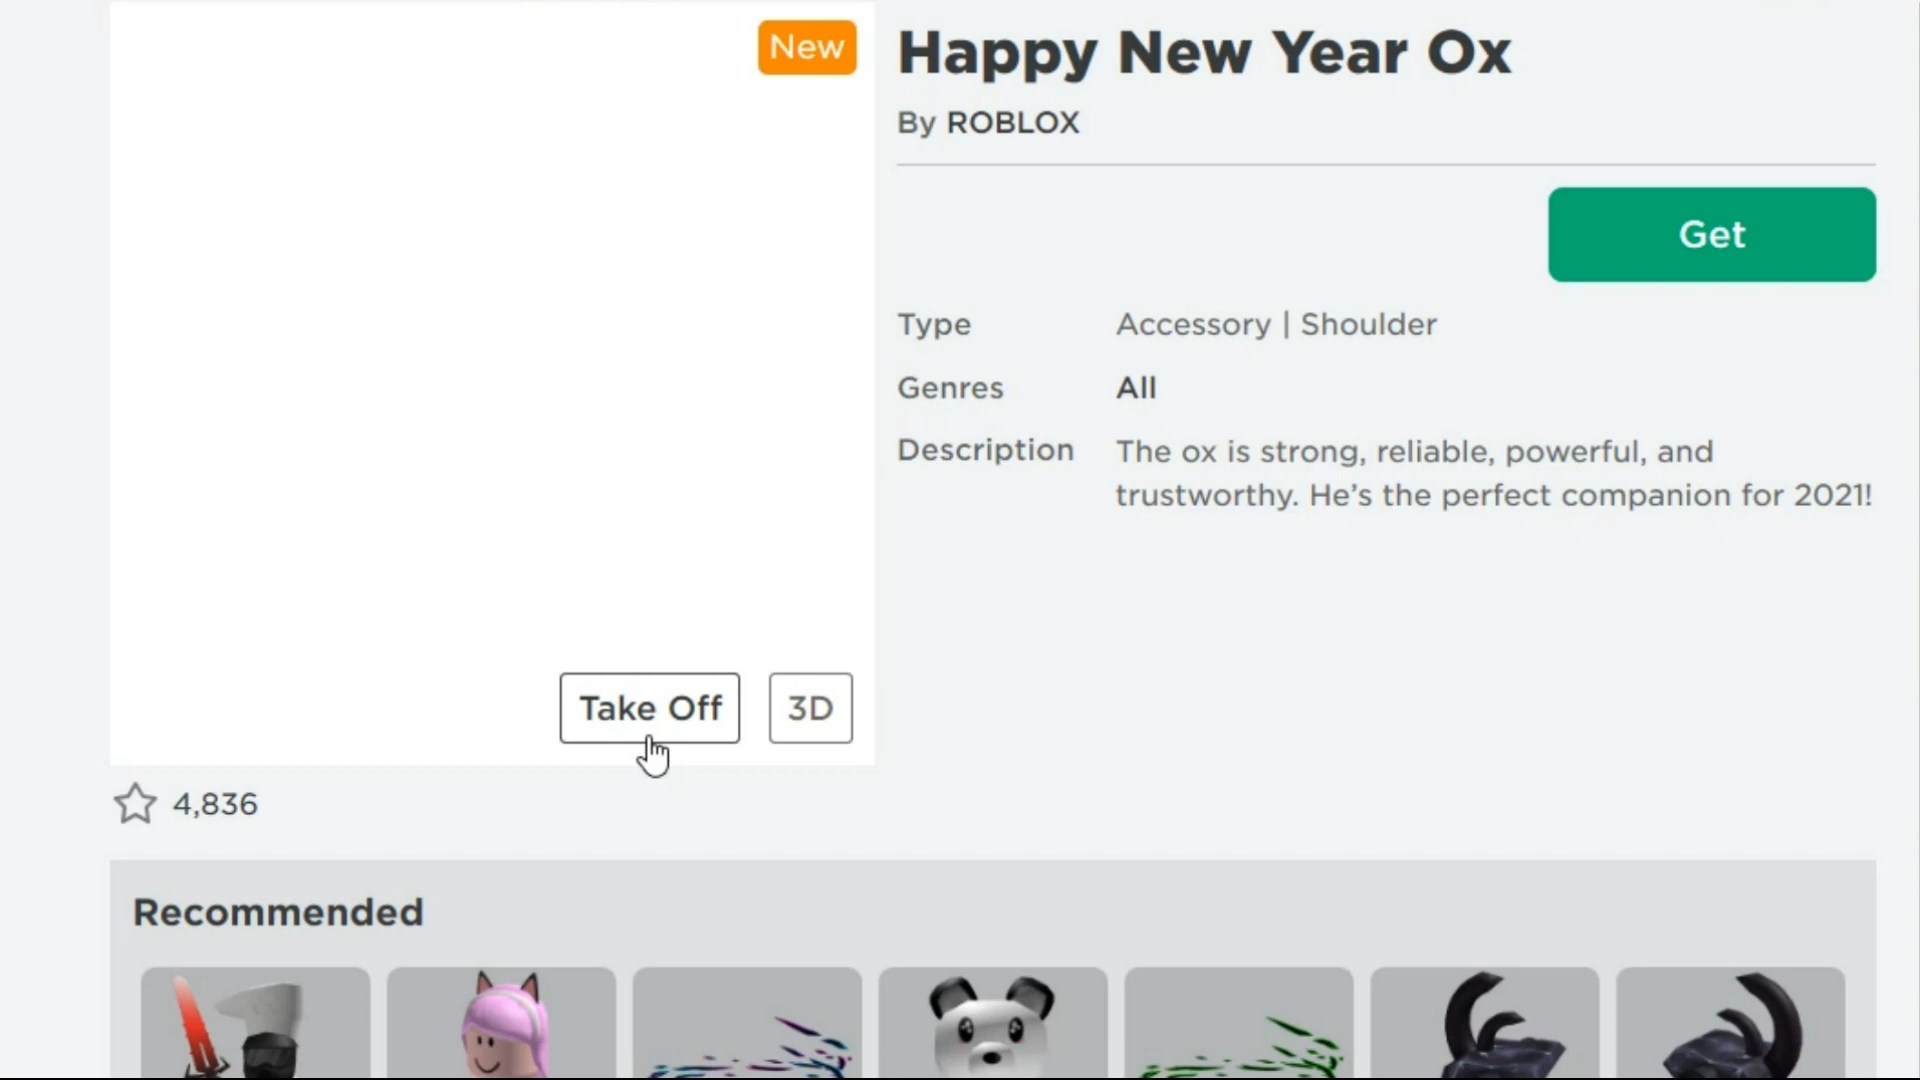 New
Happy New Year Ox
By ROBLOX
Get
Type Accessory | Shoulder
Genres All
Description The ox is strong, reliable, powerful, and
trustworthy. He's the perfect companion for 2021!
Take Off 3D
4,836
Recommended